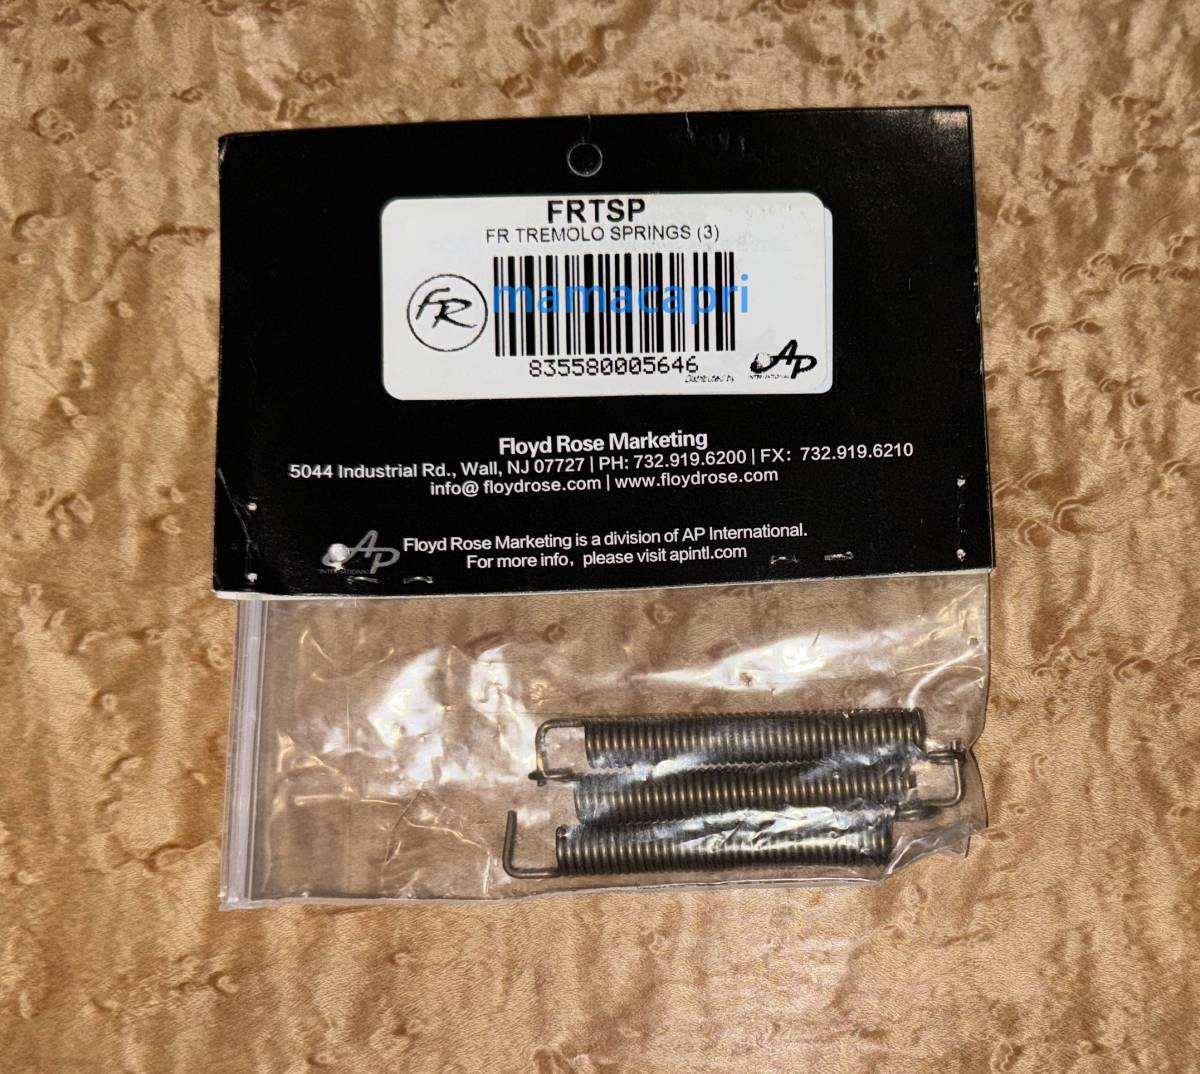 FRTSP
FR TREMOLO SPRINGS (3)
FR
mamacapri
835580005646
Distributed by
AP
INTERNATIONAL
Floyd Rose Marketing
5044 Industrial Rd., Wall, NJ 07727 | PH: 732.919.6200 | FX: 732.919.6210
info@ floydrose.com | www.floydrose.com
AP
INTERNATIONAL
Floyd Rose Marketing is a division of AP International.
For more info, please visit apintl.com